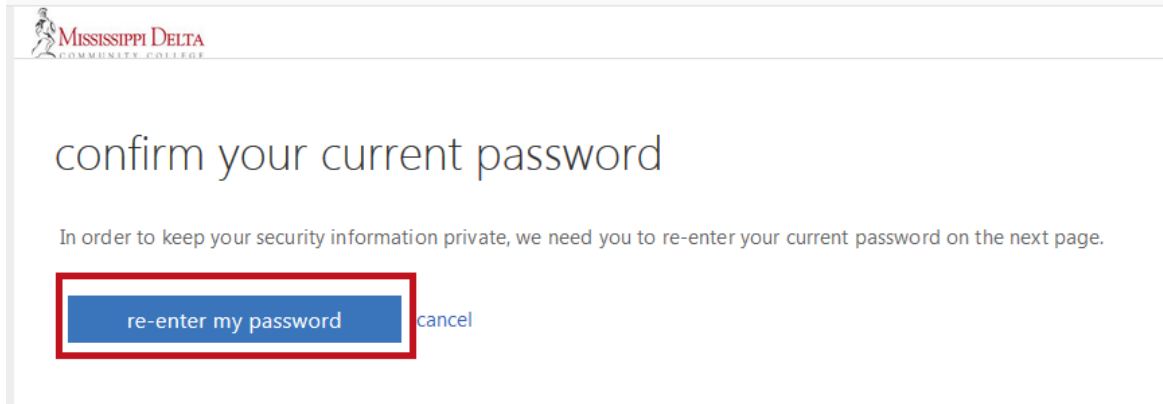 MISSISSIPPI DELTA
COMMUNITY COLLEGE
confirm your current password
In order to keep your security information private, we need you to re-enter your current password on the next page.
re-enter my password cancel